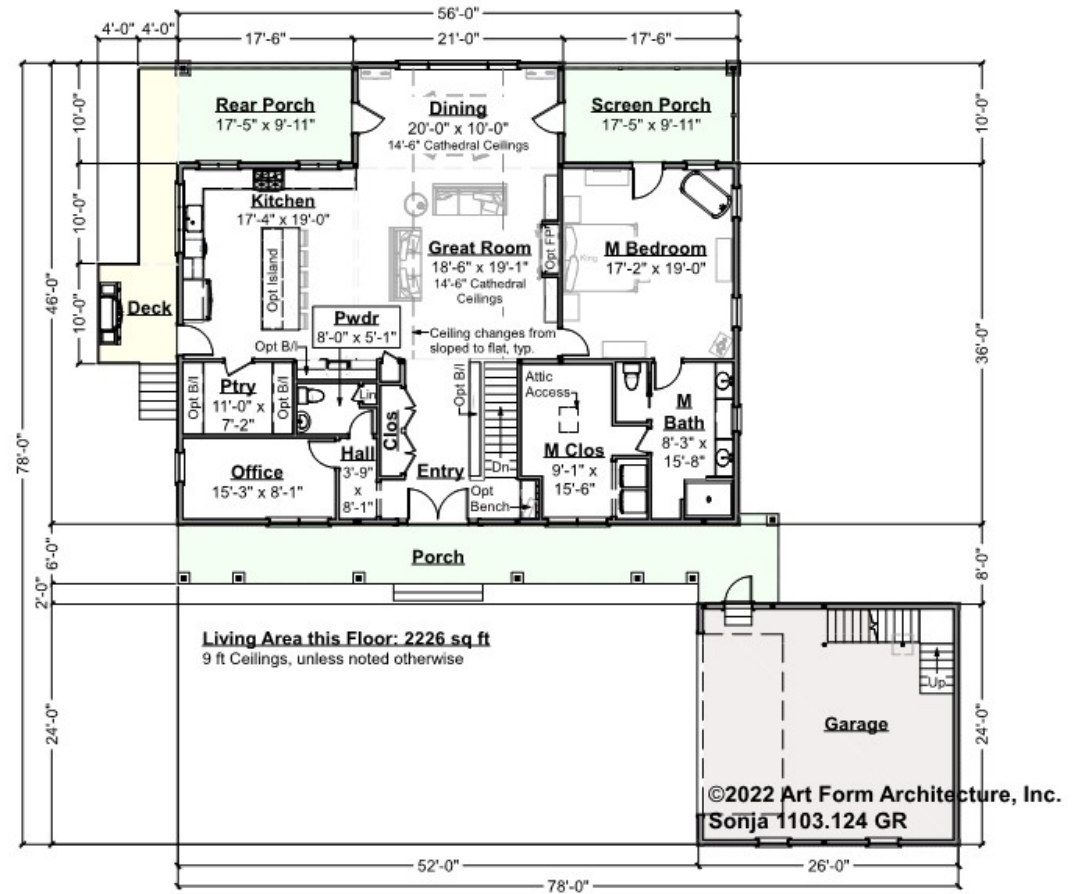 56'-0"
4'-0"
4'-0"
17'-6"
21'-0"
17'-6"
Rear Porch
17'-5" x 9'-11"
Dining
20'-0" x 10'-0"
14'-6" Cathedral Ceilings
Screen Porch
17'-5" x 9'-11"
10'-0"
10'-0"
Kitchen
17'-4" x 19'-0"
Opt Island
Great Room
18'-6" x 19'-1"
14'-6" Cathedral
Ceilings
Opt FP
King
M Bedroom
17'-2" x 19'-0"
10'-0"
46'-0"
10'-0"
Deck
Pwdr
8'-0" x 5'-1"
Opt B/I
Ceiling changes from
sloped to flat, typ.
36'-0"
78'-0"
Opt B/I
Ptry
11'-0" x
7'-2"
Opt B/I
Lin
Clos
Opt B/I
Attic
Access
M
Bath
8'-3" x
15'-8"
Office
15'-3" x 8'-1"
Hall
3'-9"
x
8'-1"
Entry
Dn
Opt
Bench
M Clos
9'-1" x
15'-6"
Porch
6'-0"
2'-0"
8'-0"
Living Area this Floor: 2226 sq ft
9 ft Ceilings, unless noted otherwise
Up
Garage
24'-0"
24'-0"
©2022 Art Form Architecture, Inc.
Sonja 1103.124 GR
52'-0"
26'-0"
78'-0"